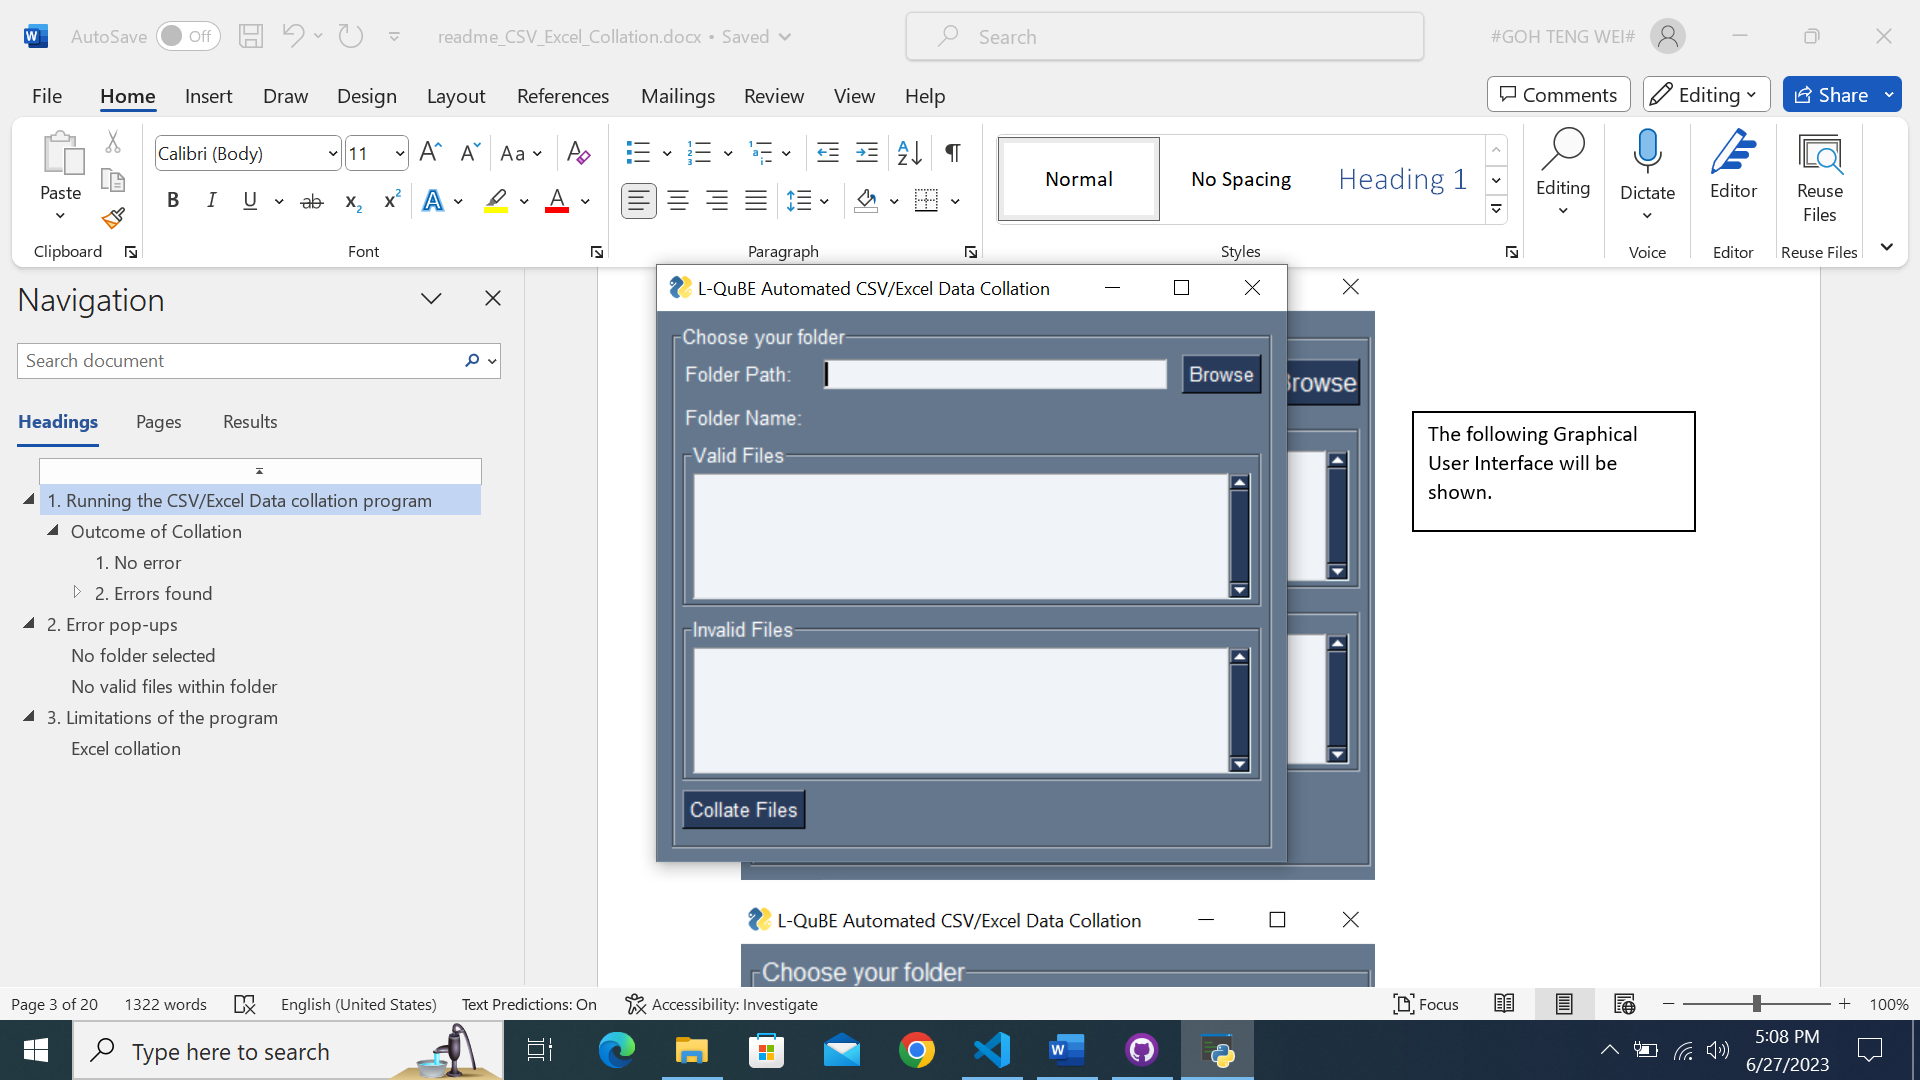 AutoSave Off readme_CSV_Excel_Collation.docx • Saved Search #GOH TENG WEI#
File Home Insert Draw Design Layout References Mailings Review View Help Comments Editing Share
Paste
Clipboard
Calibri (Body) 11
Font
Paragraph
Normal No Spacing Heading 1
Styles
Editing
Dictate
Voice
Editor
Editor
Reuse
Files
Reuse Files
Navigation
Search document
Headings Pages Results
1. Running the CSV/Excel Data collation program
Outcome of Collation
1. No error
2. Errors found
2. Error pop-ups
No folder selected
No valid files within folder
3. Limitations of the program
Excel collation
L-QuBE Automated CSV/Excel Data Collation
Choose your folder
Folder Path: Browse
Folder Name:
Valid Files
Invalid Files
Collate Files
Browse
The following Graphical
User Interface will be
shown.
L-QuBE Automated CSV/Excel Data Collation
Choose your folder
Page 3 of 20 1322 words English (United States) Text Predictions: On Accessibility: Investigate Focus 100%
Type here to search
5:08 PM
6/27/2023